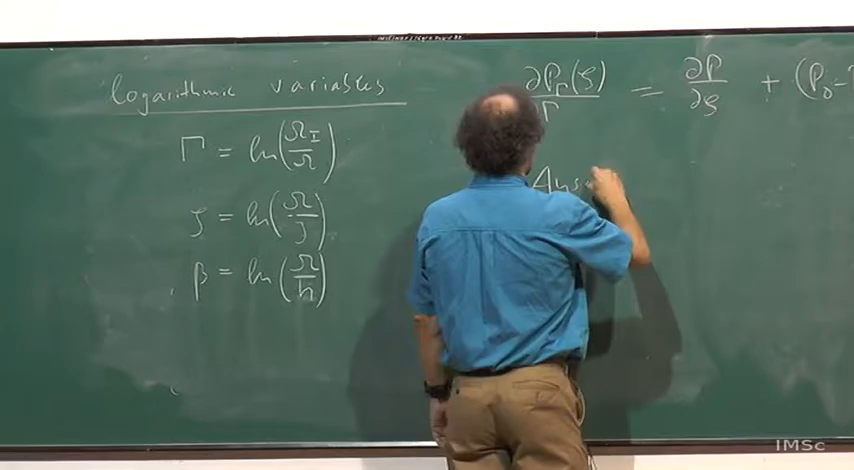 logarithmic variables
Γ = ln(Ω_I/Ω)
ζ = ln(Ω/J)
β = ln(Ω/h)
∂P_Γ(ζ)/Γ = ∂P/∂ζ + (P_0 -
Ans
IMSc